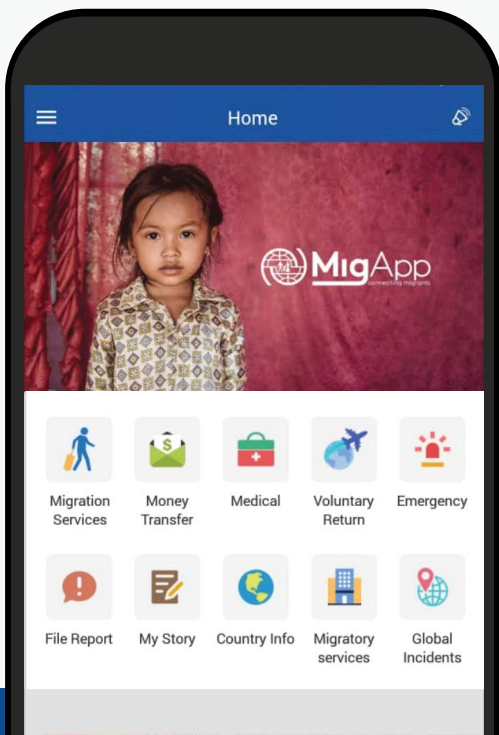 Home
MigApp
connecting migrants
Migration
Services
Money
Transfer
Medical
Voluntary
Return
Emergency
File Report
My Story
Country Info
Migratory
services
Global
Incidents